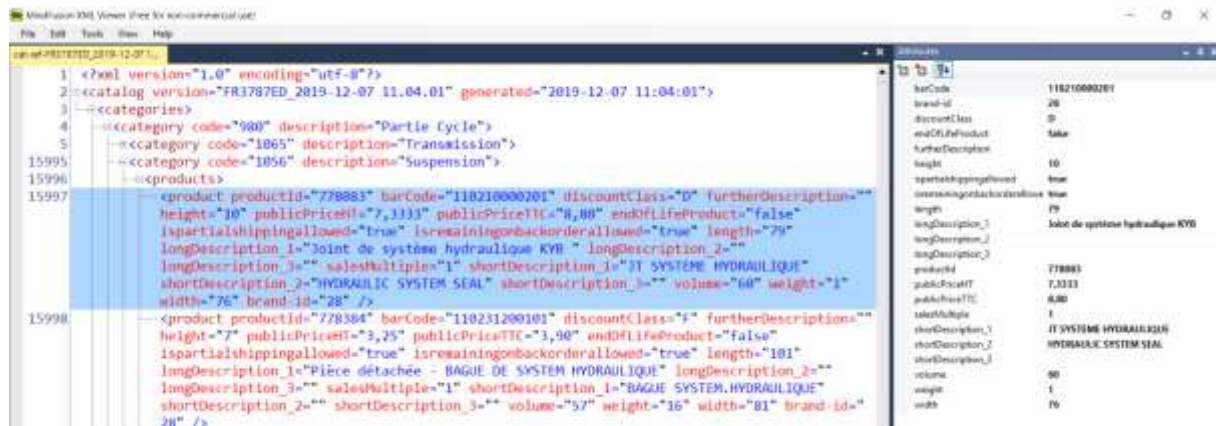 MindFusion XML Viewer (Free for non-commercial use)
File Edit Tools View Help
1 <?xml version="1.0" encoding="utf-8"?>
2 <catalog version="FR3787ED_2019-12-07 11.04.01" generated="2019-12-07 11:04:01">
3 <categories>
4 <category code="980" description="Partie Cycle">
5 <category code="1065" description="Transmission">
15995 <category code="1056" description="Suspension">
15996 <products>
15997 <product productId="778083" barCode="110210000201" discountClass="D" furtherDescription=""
height="10" publicPriceHT="7,3333" publicPriceTTC="8,80" endOfLifeProduct="false"
ispartialshippingallowed="true" isremainingonbackorderallowed="true" length="79"
longDescription_1="Joint de système hydraulique KYB " longDescription_2=""
longDescription_3="" salesMultiple="1" shortDescription_1="JT SYSTEME HYDRAULIQUE"
shortDescription_2="HYDRAULIC SYSTEM SEAL" shortDescription_3="" volume="60" weight="1"
width="76" brand-id="28" />
15998 <product productId="778384" barCode="110231200101" discountClass="F" furtherDescription=""
height="7" publicPriceHT="3,25" publicPriceTTC="3,90" endOfLifeProduct="false"
ispartialshippingallowed="true" isremainingonbackorderallowed="true" length="101"
longDescription_1="Pièce détachée - BAGUE DE SYSTEM HYDRAULIQUE" longDescription_2=""
longDescription_3="" salesMultiple="1" shortDescription_1="BAGUE SYSTEM.HYDRAULIQUE"
shortDescription_2="" shortDescription_3="" volume="57" weight="16" width="81" brand-id="
28" />
Attributes
barCode 110210000201
brand-id 28
discountClass D
endOfLifeProduct false
furtherDescription
height 10
ispartialshippingallowed true
isremainingonbackorderallowe true
length 79
longDescription_1 Joint de système hydraulique KYB
longDescription_2
longDescription_3
productId 778083
publicPriceHT 7,3333
publicPriceTTC 8,80
salesMultiple 1
shortDescription_1 JT SYSTEME HYDRAULIQUE
shortDescription_2 HYDRAULIC SYSTEM SEAL
shortDescription_3
volume 60
weight 1
width 76